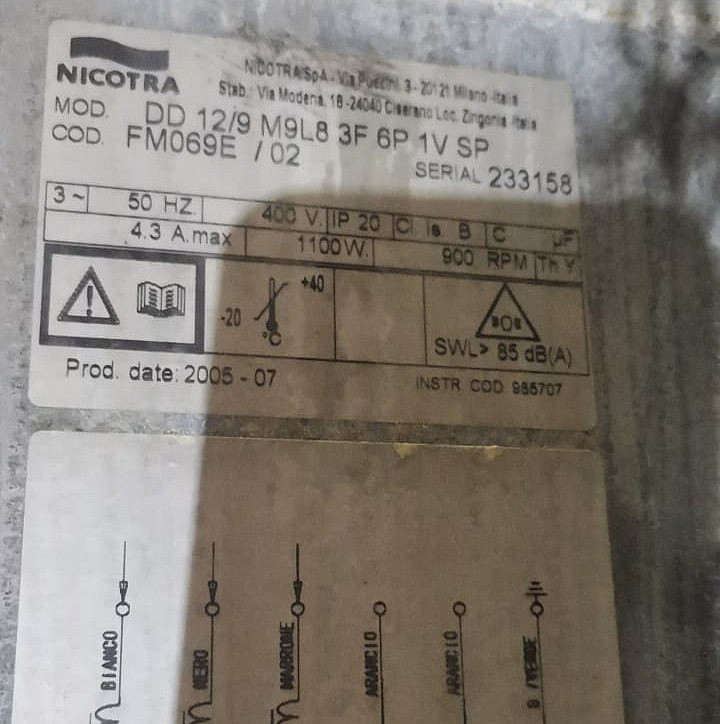 NICOTRA
NICOTRA SpA - Via Puccini, 3 - 20121 Milano -Italia
Stab: Via Modena, 18 -24040 Ciserano Loc. Zingonia -Italia
MOD. DD 12/9 M9L8 3F 6P 1V SP
COD. FM069E / 02
SERIAL 233158
3 ~ 50 HZ. 400 V. IP 20 Cl. Is. B C µF
4.3 A.max 1100W. 900 RPM TH Y
-20 +40
°C
SWL> 85 dB(A)
Prod. date: 2005 - 07
INSTR. COD. 985707
BIANCO
NERO
MARRONE
ARANCIO
ARANCIO
G /VERDE